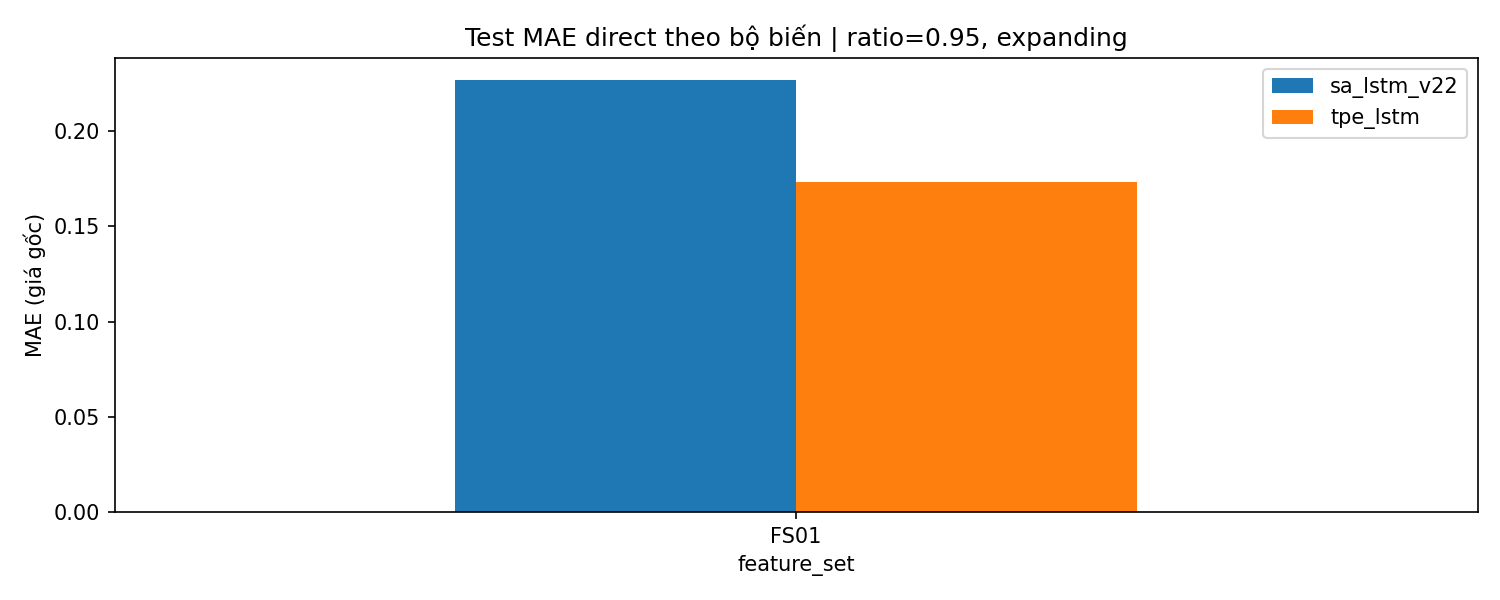 Test MAE direct theo bộ biến | ratio=0.95, expanding
sa_lstm_v22
tpe_lstm
MAE (giá gốc)
0.20
0.15
0.10
0.05
0.00
FS01
feature_set